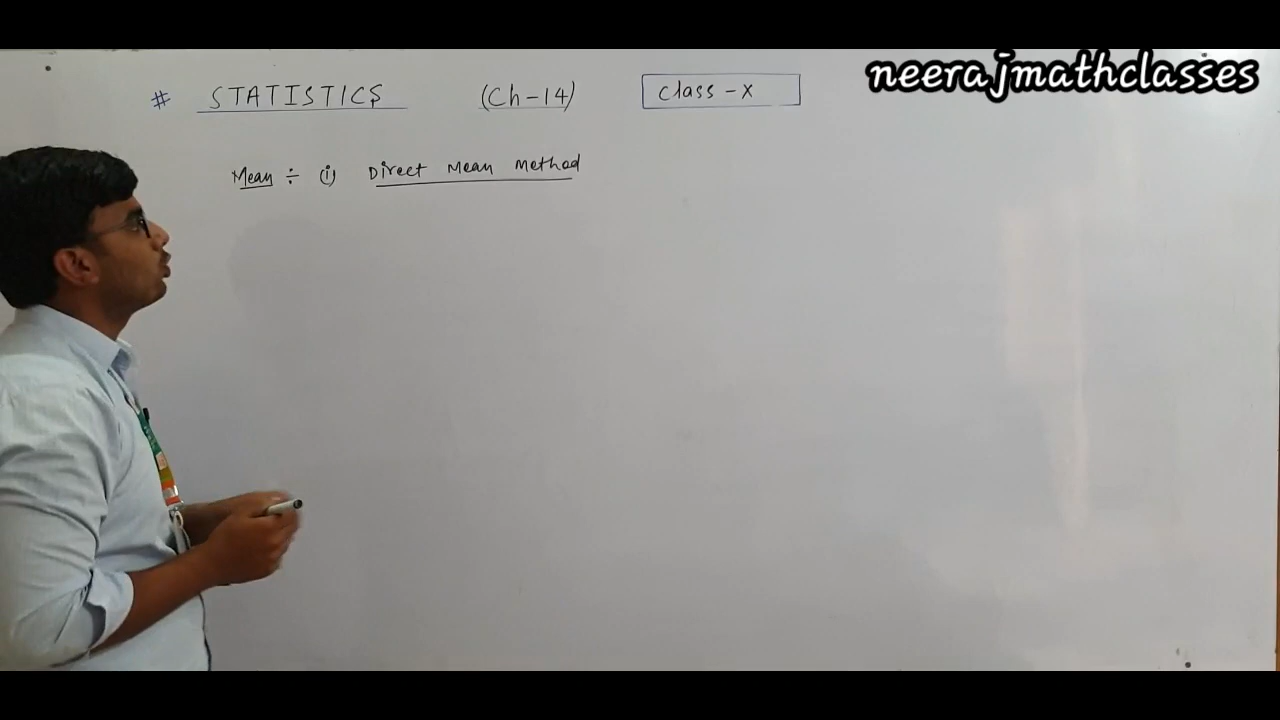 neerajmathclasses
# STATISTICS (Ch-14) Class-X
Mean ÷ (i) Direct Mean Method